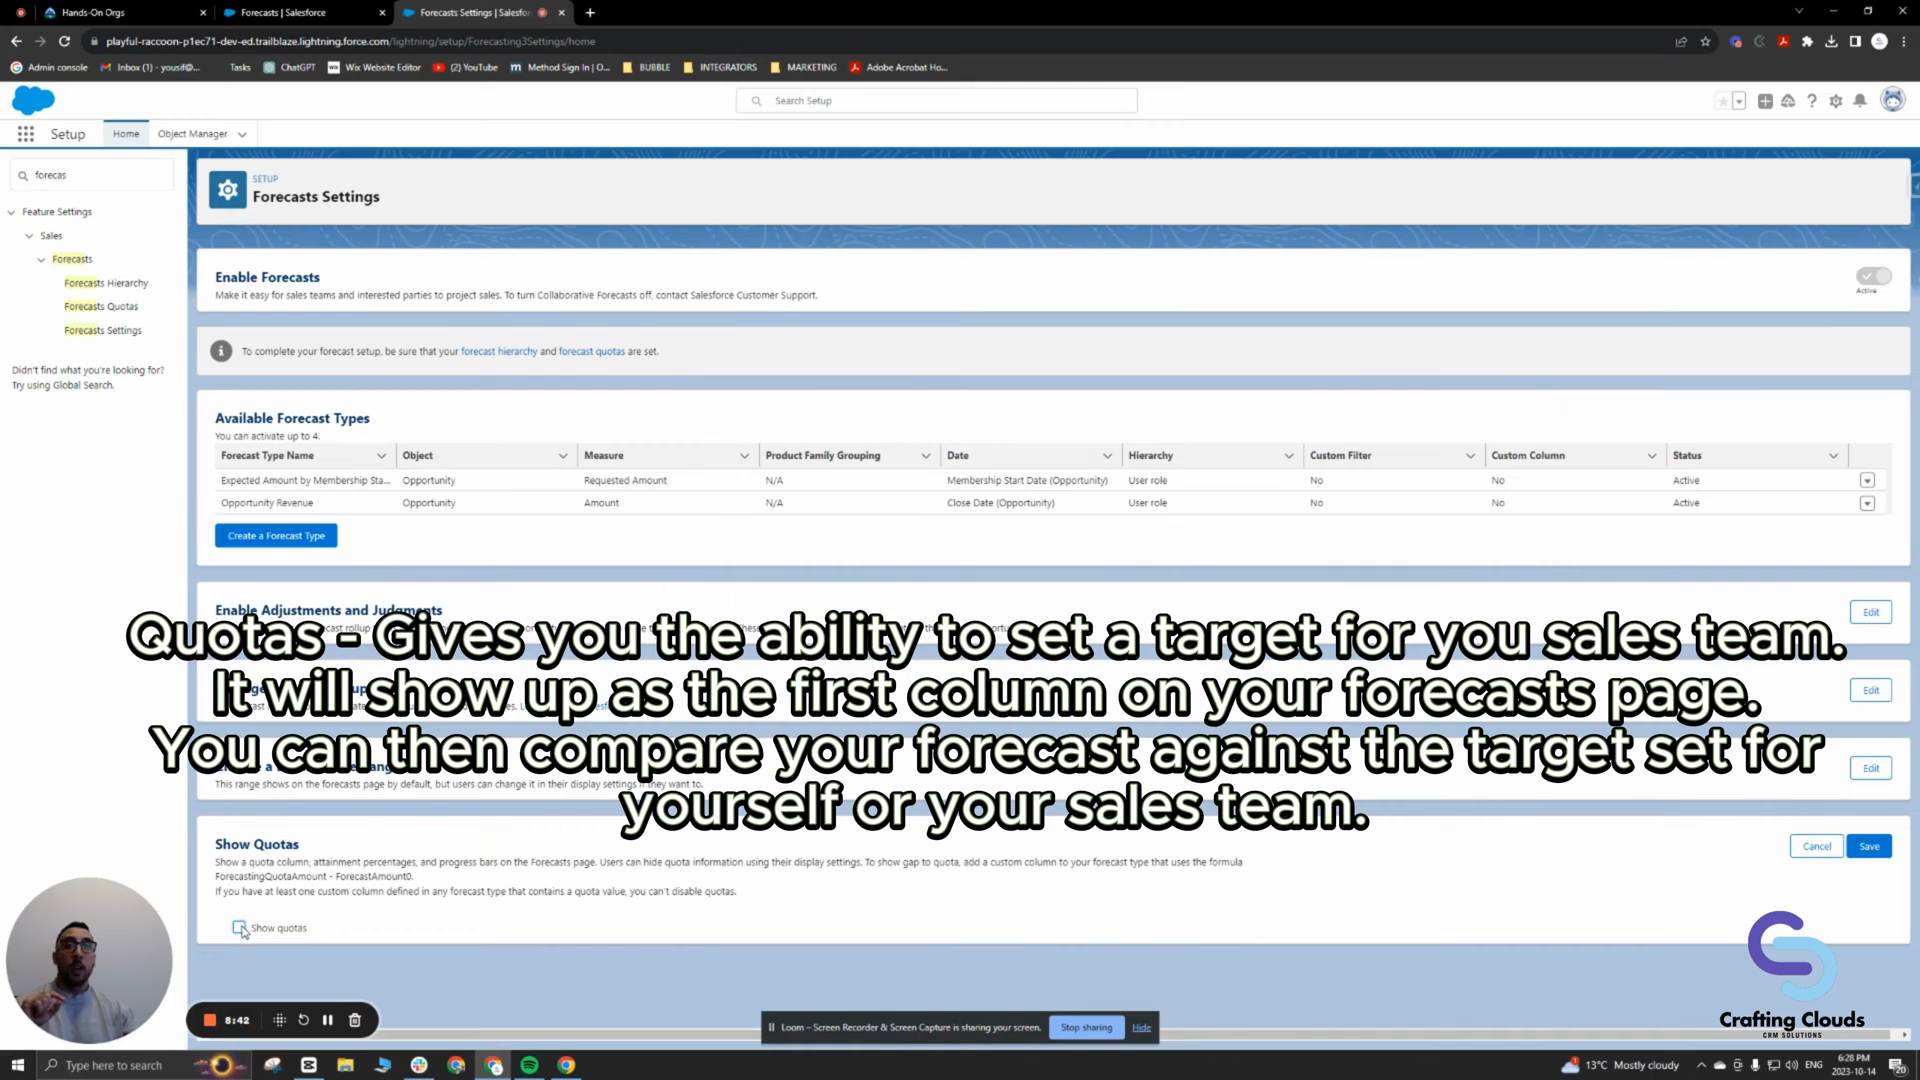 Hands-On Orgs
Forecasts | Salesforce
Forecasts Settings | Salesfor
playful-raccoon-p1ec71-dev-ed.trailblaze.lightning.force.com/lightning/setup/Forecasting3Settings/home
Admin console
Inbox (1) - yousif@...
Tasks
ChatGPT
Wix Website Editor
(2) YouTube
Method Sign In | O...
BUBBLE
INTEGRATORS
MARKETING
Adobe Acrobat Ho...
Search Setup
Setup
Home
Object Manager
forecas
Feature Settings
Sales
Forecasts
Forecasts Hierarchy
Forecasts Quotas
Forecasts Settings
Didn't find what you're looking for?
Try using Global Search.
SETUP
Forecasts Settings
Enable Forecasts
Make it easy for sales teams and interested parties to project sales. To turn Collaborative Forecasts off, contact Salesforce Customer Support.
Active
To complete your forecast setup, be sure that your forecast hierarchy and forecast quotas are set.
Available Forecast Types
You can activate up to 4.
Forecast Type Name Object Measure Product Family Grouping Date Hierarchy Custom Filter Custom Column Status
Expected Amount by Membership Sta... Opportunity Requested Amount N/A Membership Start Date (Opportunity) User role No No Active
Opportunity Revenue Opportunity Amount N/A Close Date (Opportunity) User role No No Active
Create a Forecast Type
Enable Adjustments and Judgments
Edit
Quotas - Gives you the ability to set a target for you sales team.
It will show up as the first column on your forecasts page.
Edit
You can then compare your forecast against the target set for
Edit
This range shows on the forecasts page by default, but users can change it in their display settings if they want to.
yourself or your sales team.
Show Quotas
Cancel
Save
Show a quota column, attainment percentages, and progress bars on the Forecasts page. Users can hide quota information using their display settings. To show gap to quota, add a custom column to your forecast type that uses the formula
ForecastingQuotaAmount - ForecastAmount0.
If you have at least one custom column defined in any forecast type that contains a quota value, you can't disable quotas.
Show quotas
Crafting Clouds
CRM SOLUTIONS
8:42
Loom – Screen Recorder & Screen Capture is sharing your screen.
Stop sharing
Hide
Type here to search
13°C Mostly cloudy
ENG
6:28 PM
2023-10-14
20